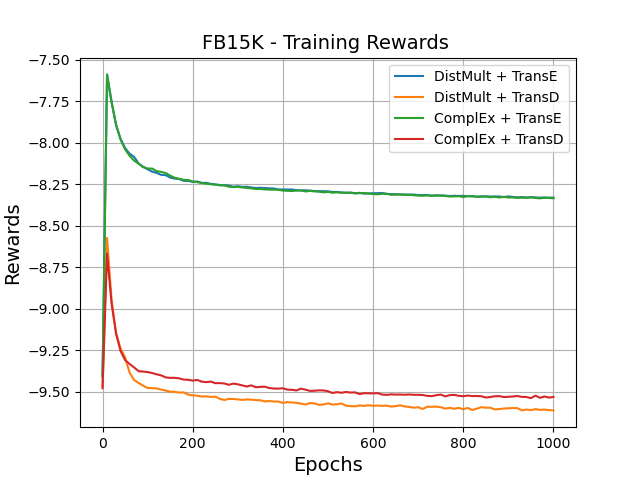 FB15K - Training Rewards
−7.50
−7.75
−8.00
−8.25
−8.50
−8.75
−9.00
−9.25
−9.50
Rewards
DistMult + TransE
DistMult + TransD
ComplEx + TransE
ComplEx + TransD
0
200
400
600
800
1000
Epochs